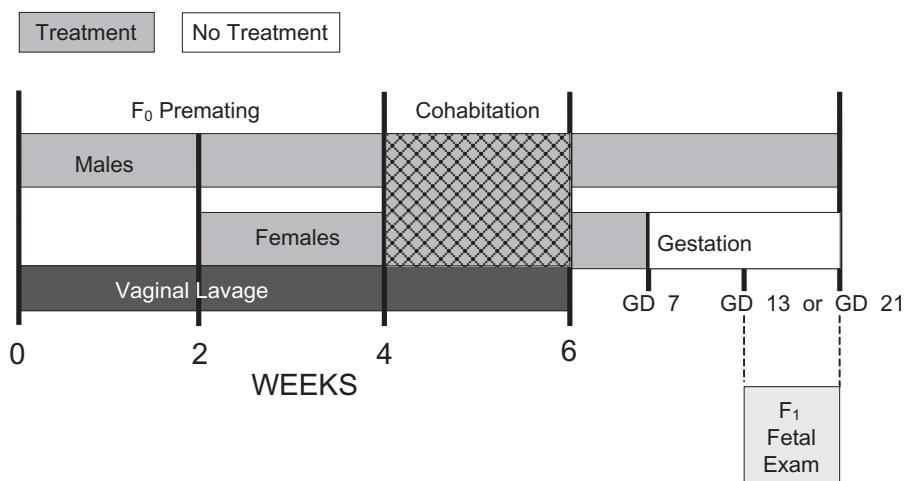 Treatment No Treatment
F₀ Premating Cohabitation
Males
Females Gestation
Vaginal Lavage
GD 7 GD 13 or GD 21
0 2 4 6
WEEKS
F₁
Fetal
Exam